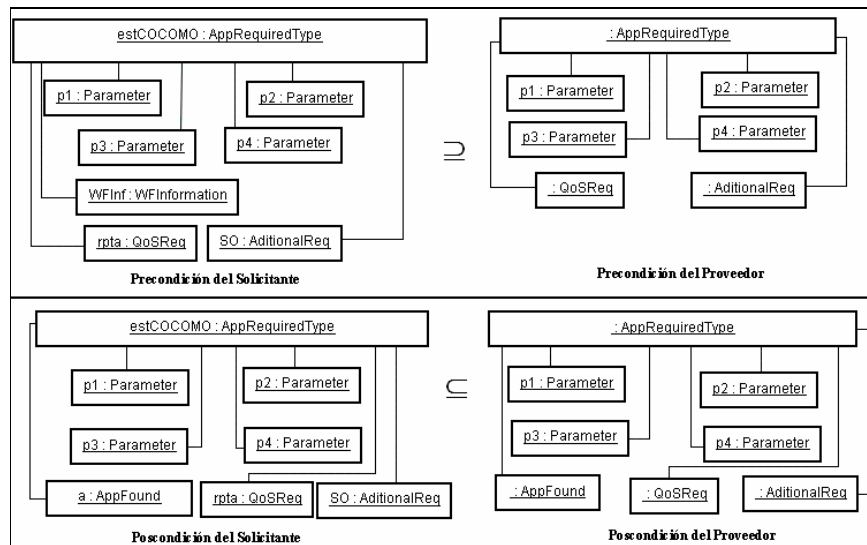 estCOCOMO : AppRequiredType
p1 : Parameter
p2 : Parameter
p3 : Parameter
p4 : Parameter
WFInf : WFInformation
rpta : QoSReq
SO : AditionalReq
Precondición del Solicitante
⊇
: AppRequiredType
p1 : Parameter
p2 : Parameter
p3 : Parameter
p4 : Parameter
: QoSReq
: AditionalReq
Precondición del Proveedor
estCOCOMO : AppRequiredType
p1 : Parameter
p2 : Parameter
p3 : Parameter
p4 : Parameter
a : AppFound
rpta : QoSReq
SO : AditionalReq
Poscondición del Solicitante
⊆
: AppRequiredType
p1 : Parameter
p2 : Parameter
p3 : Parameter
p4 : Parameter
: AppFound
: QoSReq
: AditionalReq
Poscondición del Proveedor